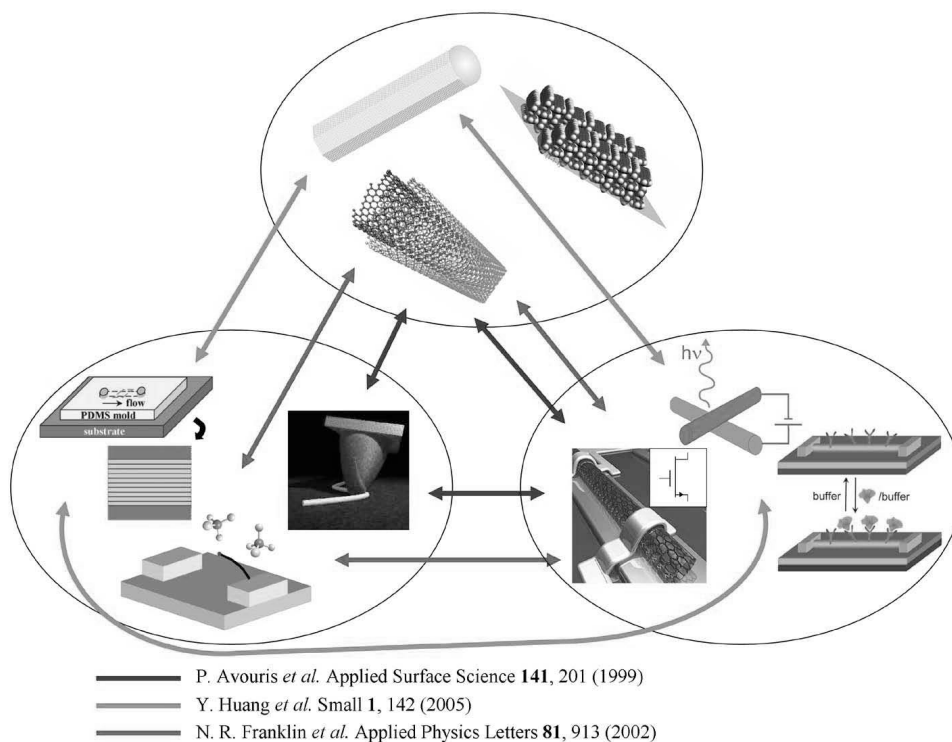 hν
flow
PDMS mold
substrate
buffer
/buffer
P. Avouris et al. Applied Surface Science 141, 201 (1999)
Y. Huang et al. Small 1, 142 (2005)
N. R. Franklin et al. Applied Physics Letters 81, 913 (2002)